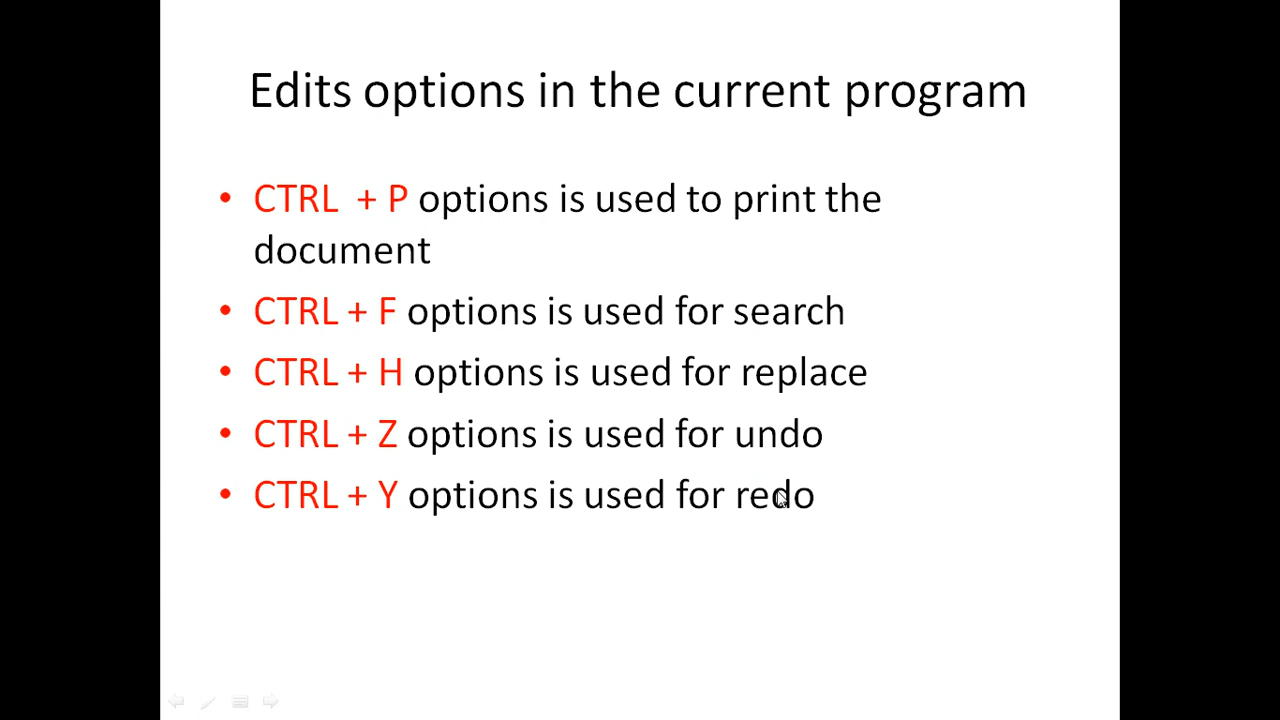 Edits options in the current program
• CTRL + P options is used to print the
document
• CTRL + F options is used for search
• CTRL + H options is used for replace
• CTRL + Z options is used for undo
• CTRL + Y options is used for redo